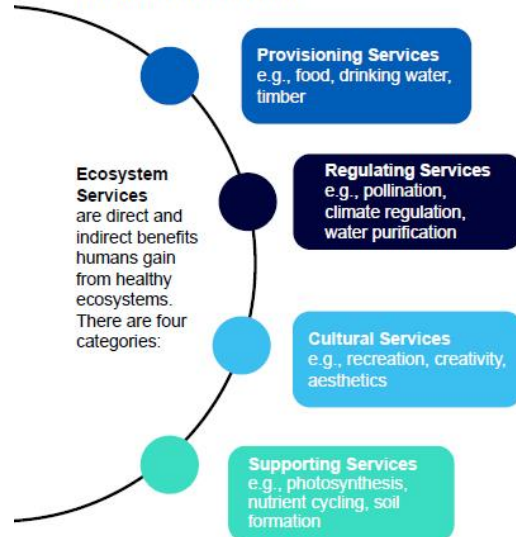 Provisioning Services
e.g., food, drinking water,
timber
Ecosystem
Services
are direct and
indirect benefits
humans gain
from healthy
ecosystems.
There are four
categories:
Regulating Services
e.g., pollination,
climate regulation,
water purification
Cultural Services
e.g., recreation, creativity,
aesthetics
Supporting Services
e.g., photosynthesis,
nutrient cycling, soil
formation